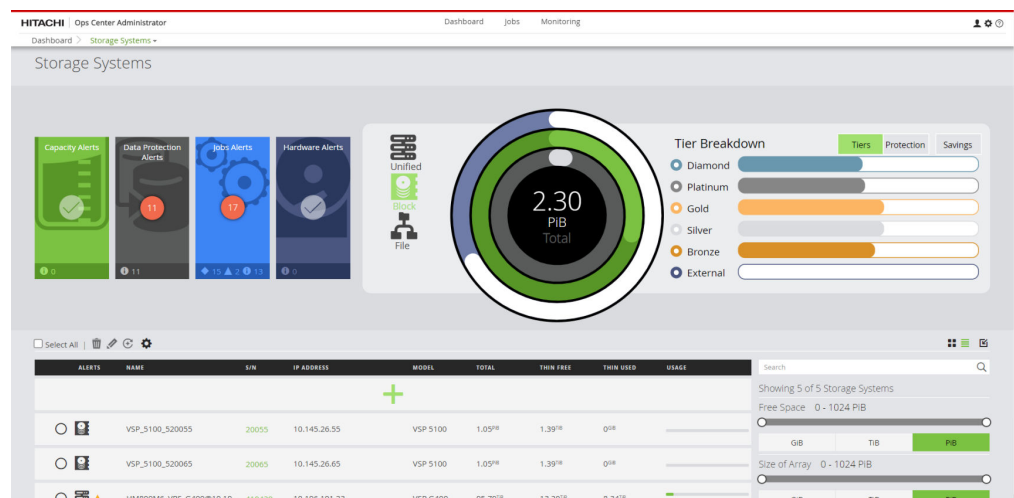 HITACHI Ops Center Administrator Dashboard Jobs Monitoring
Dashboard > Storage Systems
Storage Systems
Capacity Alerts
0
Data Protection Alerts
11
11
Jobs Alerts
17
15 2 13
Hardware Alerts
0
Unified
Block
File
2.30
PiB
Total
Tier Breakdown Tiers Protection Savings
Diamond
Platinum
Gold
Silver
Bronze
External
Select All
ALERTS NAME S/N IP ADDRESS MODEL TOTAL THIN FREE THIN USED USAGE
VSP_5100_520055 20055 10.145.26.55 VSP 5100 1.05PiB 1.39TiB 0GiB
VSP_5100_520065 20065 10.145.26.65 VSP 5100 1.05PiB 1.39TiB 0GiB
Search
Showing 5 of 5 Storage Systems
Free Space 0 - 1024 PiB
GiB TiB PiB
Size of Array 0 - 1024 PiB